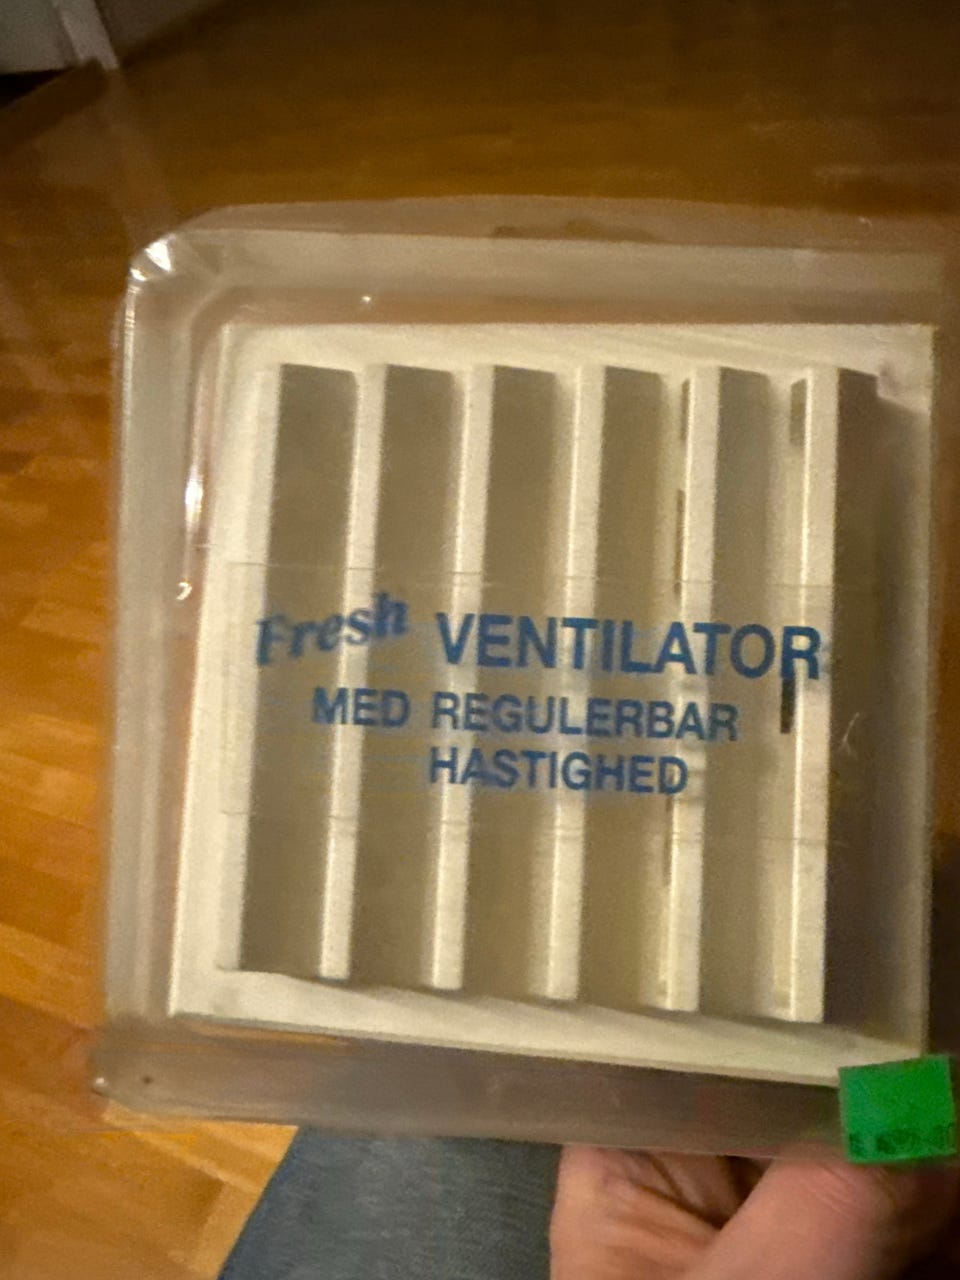 Fresh VENTILATOR
MED REGULERBAR
HASTIGHED